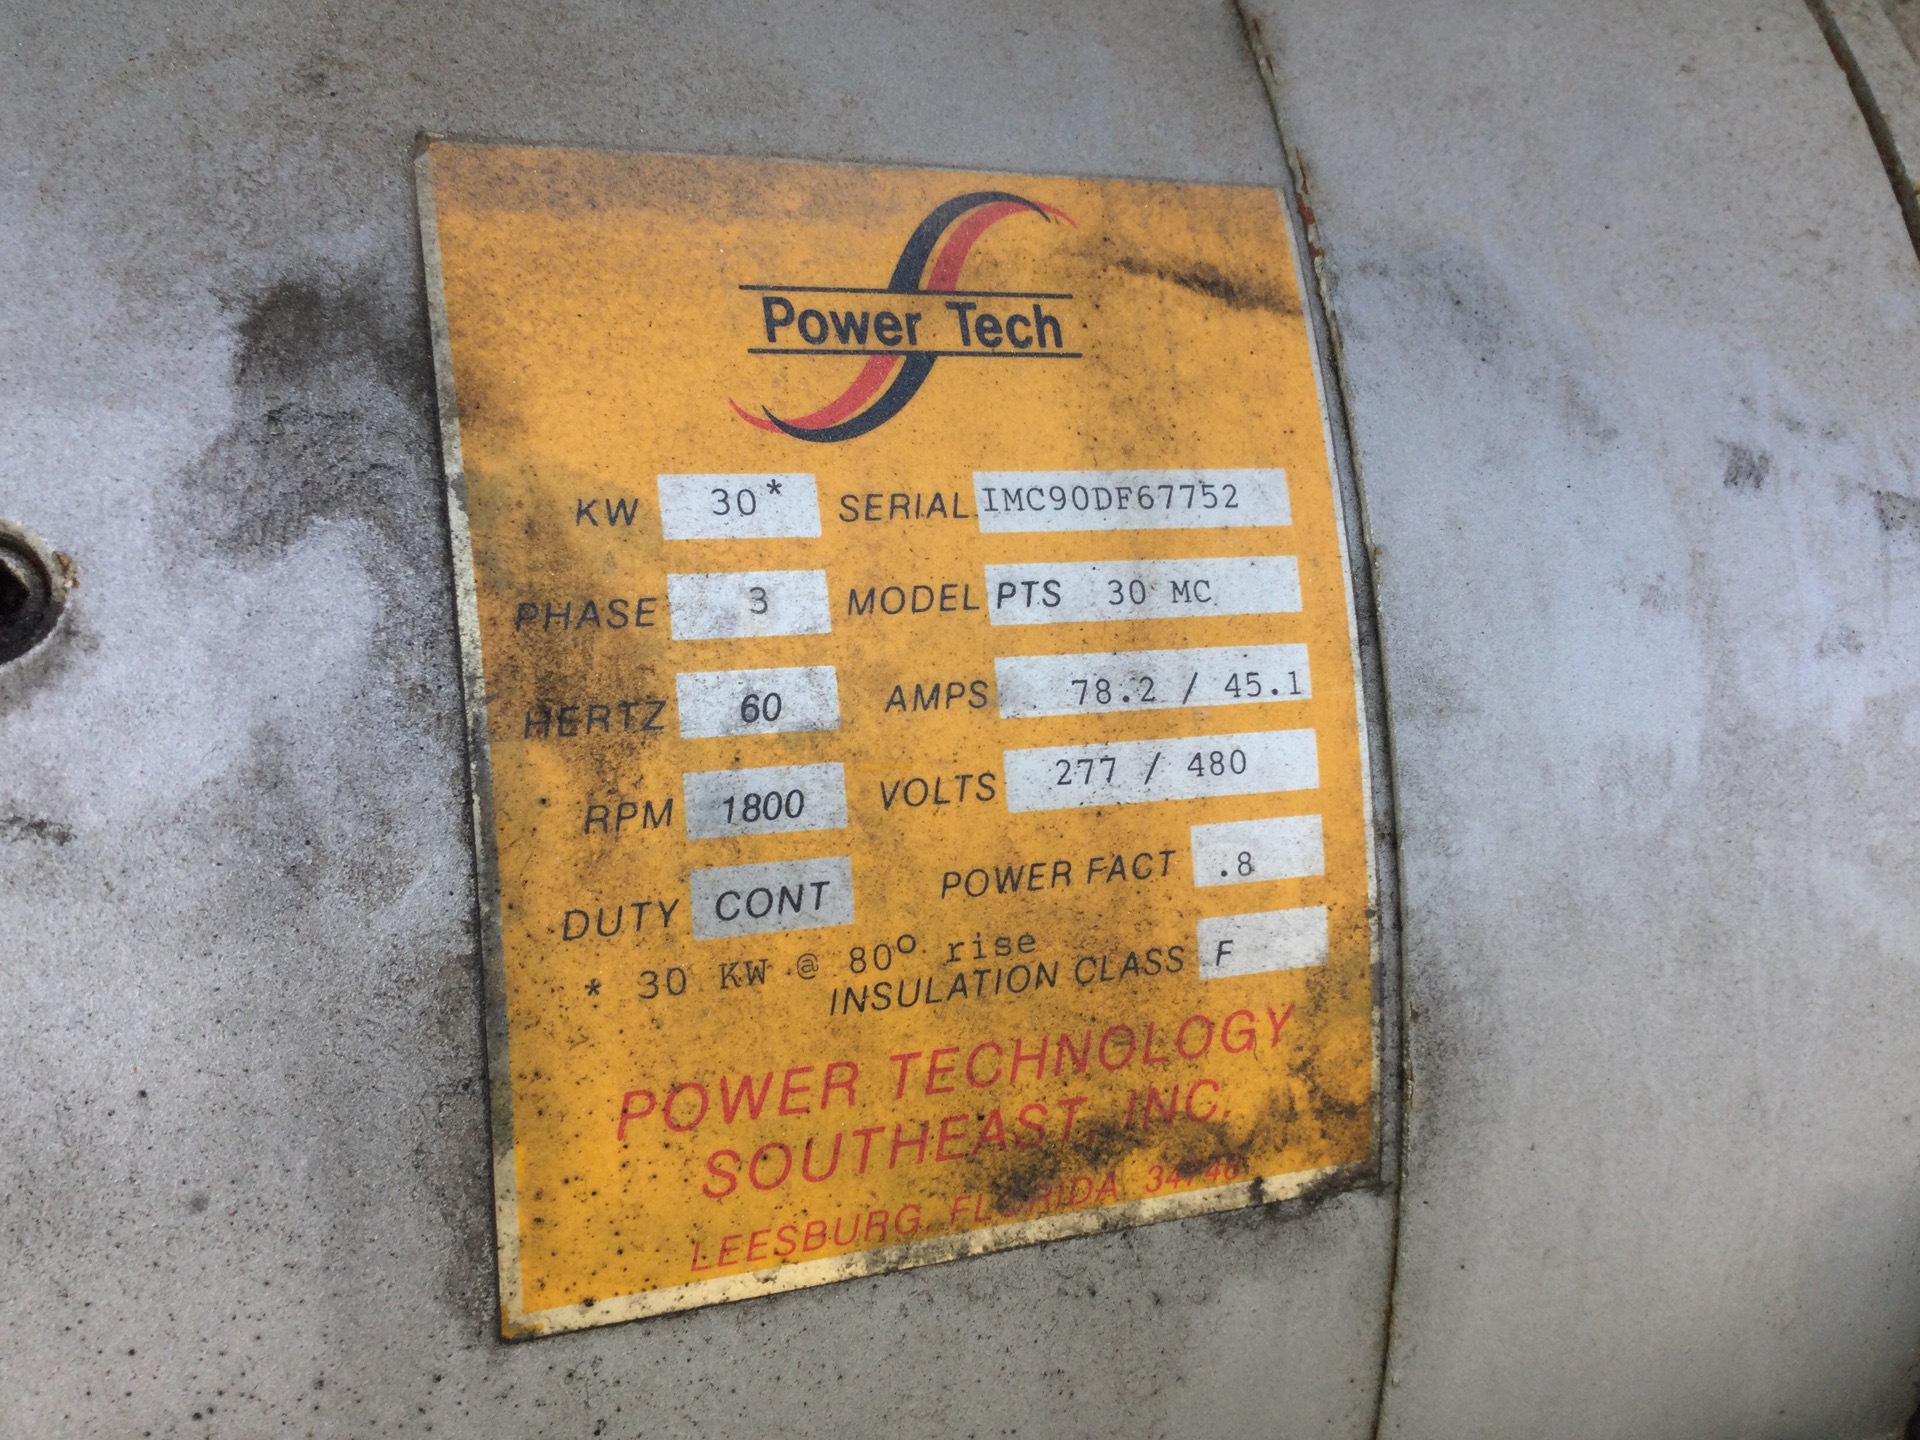 Power Tech
KW 30* SERIAL IMC90DF67752
PHASE 3 MODEL PTS 30 MC
HERTZ 60 AMPS 78.2 / 45.1
RPM 1800 VOLTS 277 / 480
DUTY CONT POWER FACT .8
* 30 KW @ 80° rise
INSULATION CLASS F
POWER TECHNOLOGY
SOUTHEAST, INC.
LEESBURG, FLORIDA